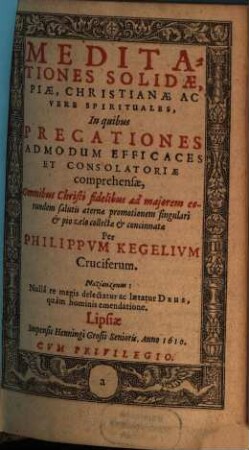 MEDITA-
TIONES SOLIDÆ,
PIÆ, CHRISTIANÆ AC
VERE SPIRITUALES,
In quibus
PRECATIONES
ADMODUM EFFICACES
ET CONSOLATORIÆ
comprehensæ,
Omnibus Christi fidelibus ad majorem eo-
rundem salutis æternæ promotionem singulari
& pio zelo collectæ & concinnatæ
Per
PHILIPPVM KEGELIVM
Cruciferum.
Nazianzenus:
Nullâ re magis delectatur ac lætatur DEUS,
quàm hominis emendatione.
Lipsiæ
Impensis Henningi Grosii Senioris, Anno 1610.
CVM PRIVILEGIO.
a